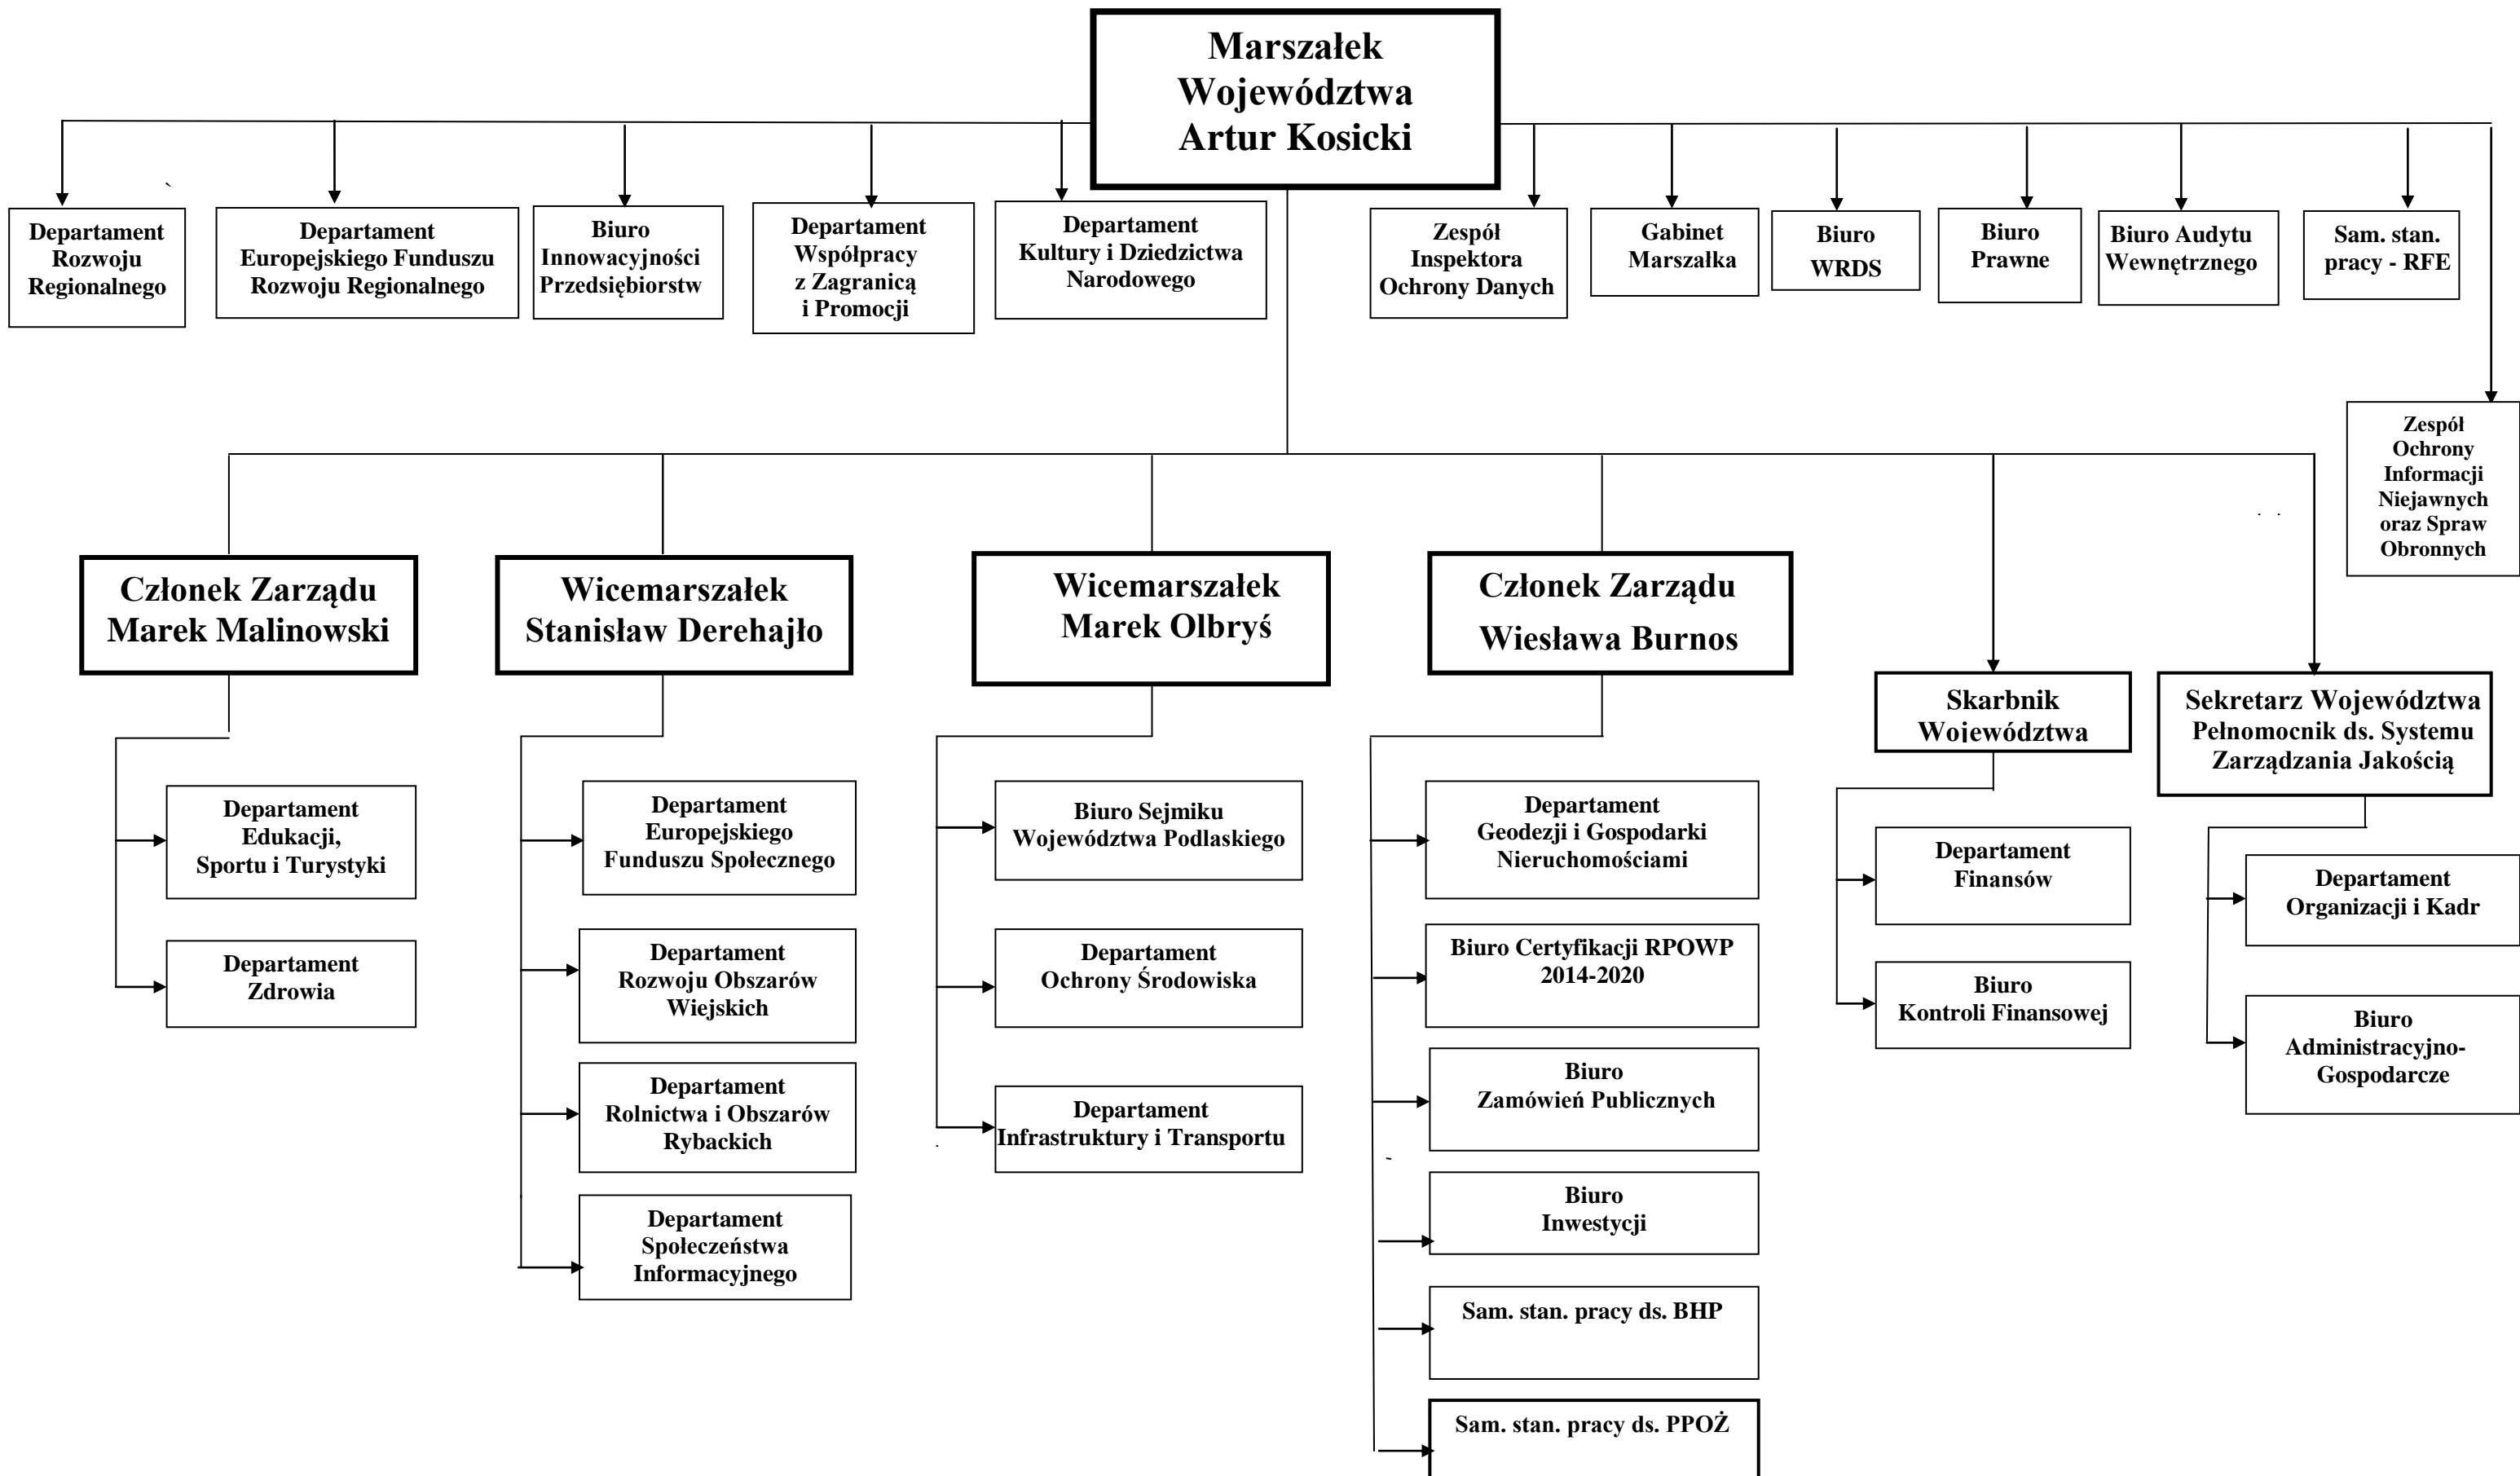 Marszałek
Województwa
Artur Kosicki
Departament
Rozwoju
Regionalnego
Departament
Europejskiego Funduszu
Rozwoju Regionalnego
Biuro
Innowacyjności
Przedsiębiorstw
Departament
Współpracy
z Zagranicą
i Promocji
Departament
Kultury i Dziedzictwa
Narodowego
Zespół
Inspektora
Ochrony Danych
Gabinet
Marszałka
Biuro
WRDS
Biuro
Prawne
Biuro Audytu
Wewnętrznego
Sam. stan.
pracy - RFE
Zespół
Ochrony
Informacji
Niejawnych
oraz Spraw
Obronnych
Członek Zarządu
Marek Malinowski
Wicemarszałek
Stanisław Derehajło
Wicemarszałek
Marek Olbryś
Członek Zarządu
Wiesława Burnos
Skarbnik
Województwa
Sekretarz Województwa
Pełnomocnik ds. Systemu
Zarządzania Jakością
Departament
Edukacji,
Sportu i Turystyki
Departament
Zdrowia
Departament
Europejskiego
Funduszu Społecznego
Departament
Rozwoju Obszarów
Wiejskich
Departament
Rolnictwa i Obszarów
Rybackich
Departament
Społeczeństwa
Informacyjnego
Biuro Sejmiku
Województwa Podlaskiego
Departament
Ochrony Środowiska
Departament
Infrastruktury i Transportu
Departament
Geodezji i Gospodarki
Nieruchomościami
Biuro Certyfikacji RPOWP
2014-2020
Biuro
Zamówień Publicznych
Biuro
Inwestycji
Sam. stan. pracy ds. BHP
Sam. stan. pracy ds. PPOŻ
Departament
Finansów
Biuro
Kontroli Finansowej
Departament
Organizacji i Kadr
Biuro
Administracyjno-
Gospodarcze